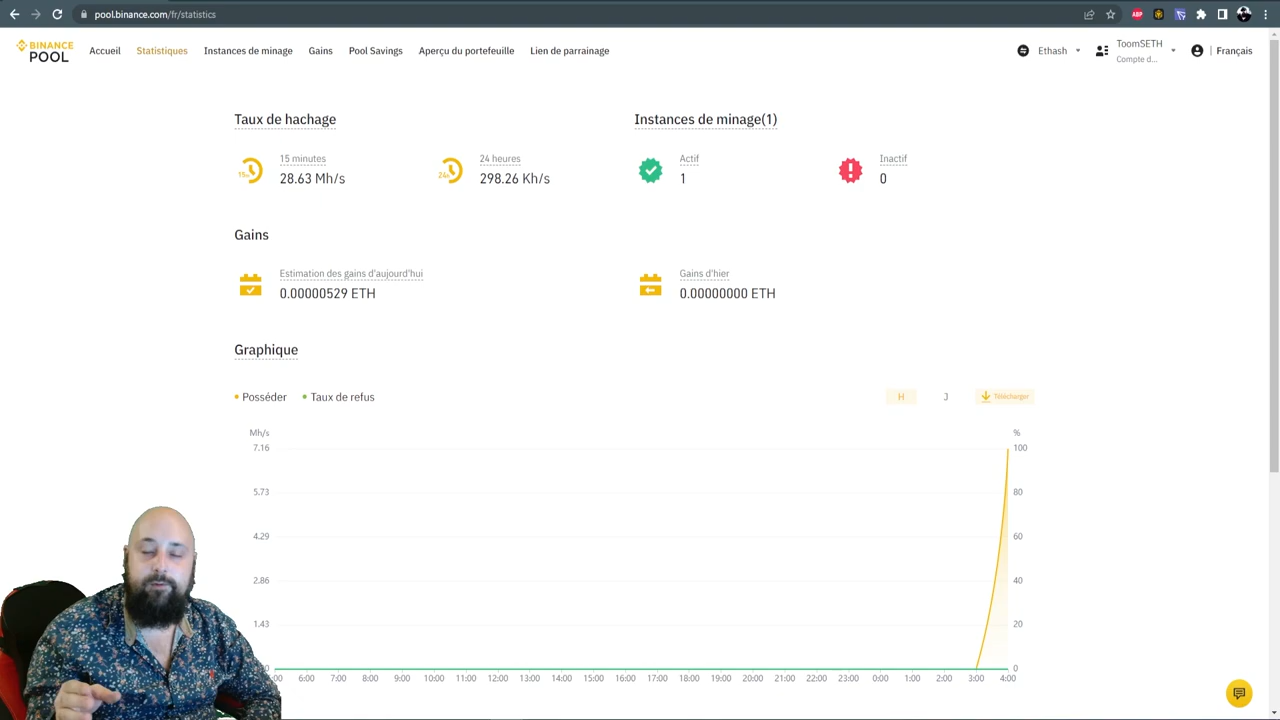 pool.binance.com/fr/statistics
ABP
BINANCE
POOL
Accueil
Statistiques
Instances de minage
Gains
Pool Savings
Aperçu du portefeuille
Lien de parrainage
Ethash
ToomSETH
Compte d...
| Français
Taux de hachage
Instances de minage(1)
15m
15 minutes
28.63 Mh/s
24h
24 heures
298.26 Kh/s
Actif
1
Inactif
0
Gains
Estimation des gains d'aujourd'hui
0.00000529 ETH
Gains d'hier
0.00000000 ETH
Graphique
Posséder
Taux de refus
H
J
Télécharger
Mh/s
%
7.16
100
5.73
80
4.29
60
2.86
40
1.43
20
0
6:00 7:00 8:00 9:00 10:00 11:00 12:00 13:00 14:00 15:00 16:00 17:00 18:00 19:00 20:00 21:00 22:00 23:00 0:00 1:00 2:00 3:00 4:00